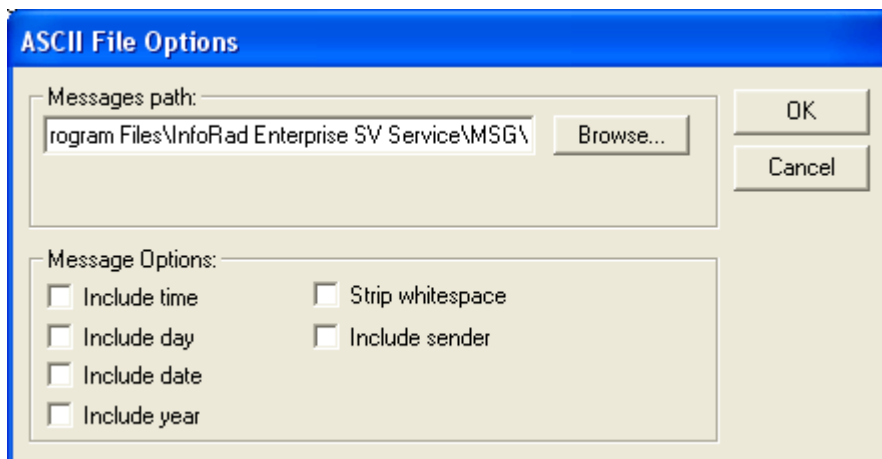 ASCII File Options
Messages path:
rogram Files\InfoRad Enterprise SV Service\MSG\
Browse...
OK
Cancel
Message Options:
Include time
Strip whitespace
Include day
Include sender
Include date
Include year